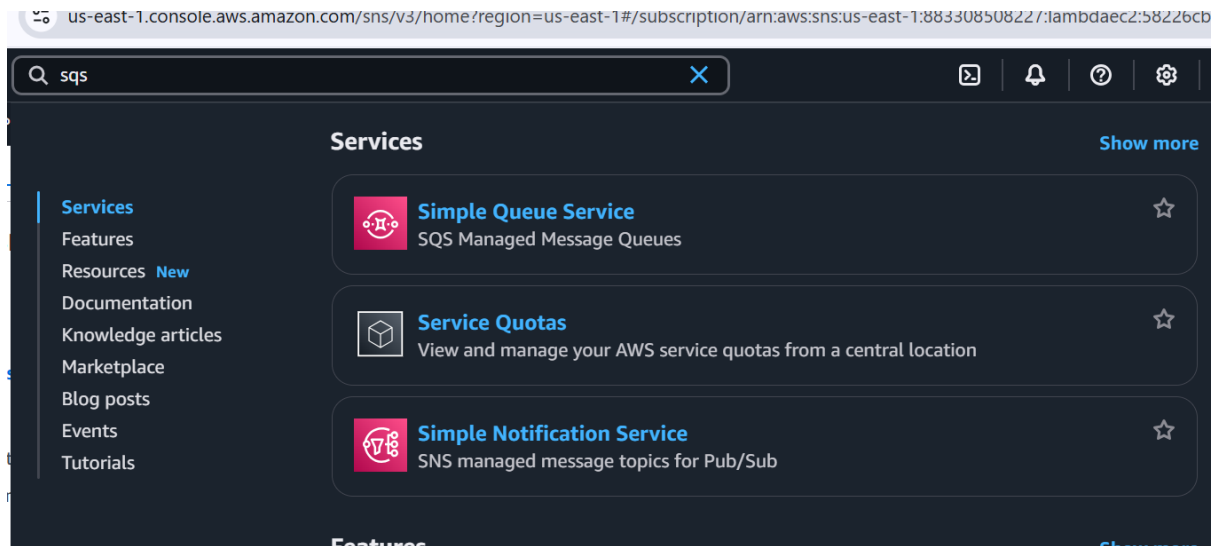 us-east-1.console.aws.amazon.com/sns/v3/home?region=us-east-1#/subscription/arn:aws:sns:us-east-1:883308508227:lambdaec2:58226cb
sqs
Services
Show more
Services
Features
Resources New
Documentation
Knowledge articles
Marketplace
Blog posts
Events
Tutorials
Simple Queue Service
SQS Managed Message Queues
Service Quotas
View and manage your AWS service quotas from a central location
Simple Notification Service
SNS managed message topics for Pub/Sub
Features
Show more